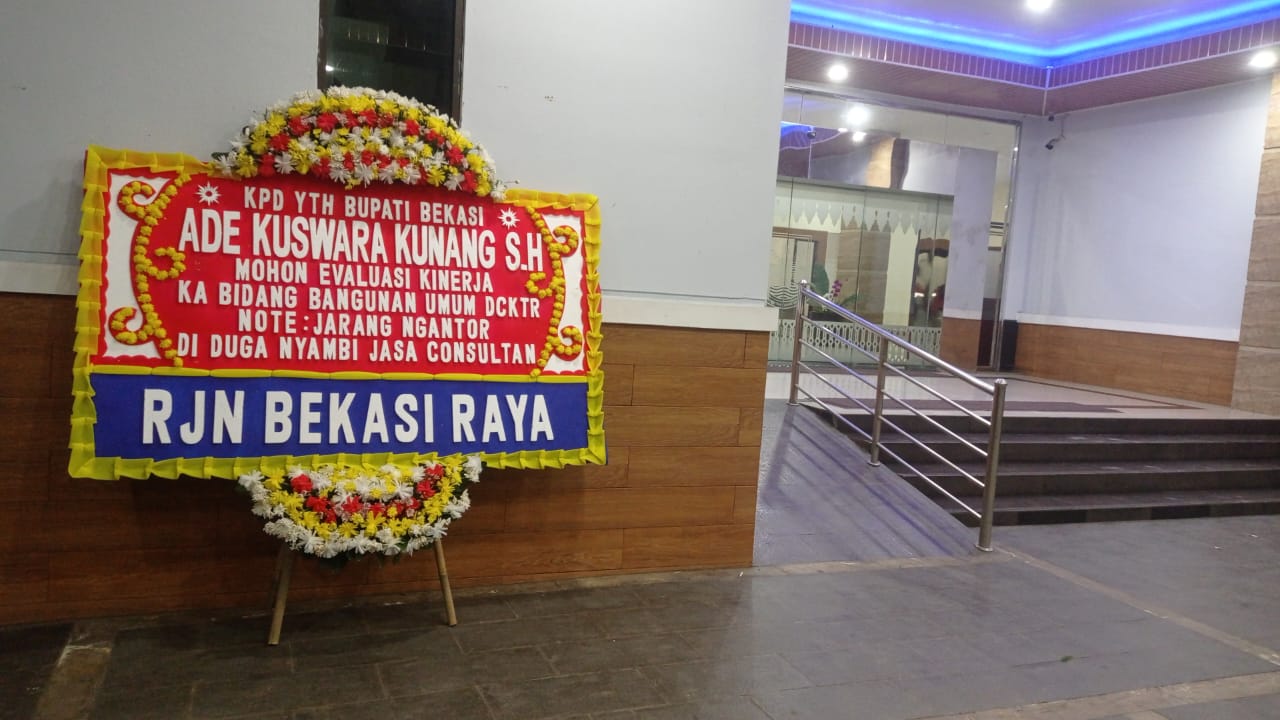 KPD YTH BUPATI BEKASI
ADE KUSWARA KUNANG S.H
MOHON EVALUASI KINERJA
KA BIDANG BANGUNAN UMUM DCKTR
NOTE : JARANG NGANTOR
DI DUGA NYAMBI JASA CONSULTAN
RJN BEKASI RAYA